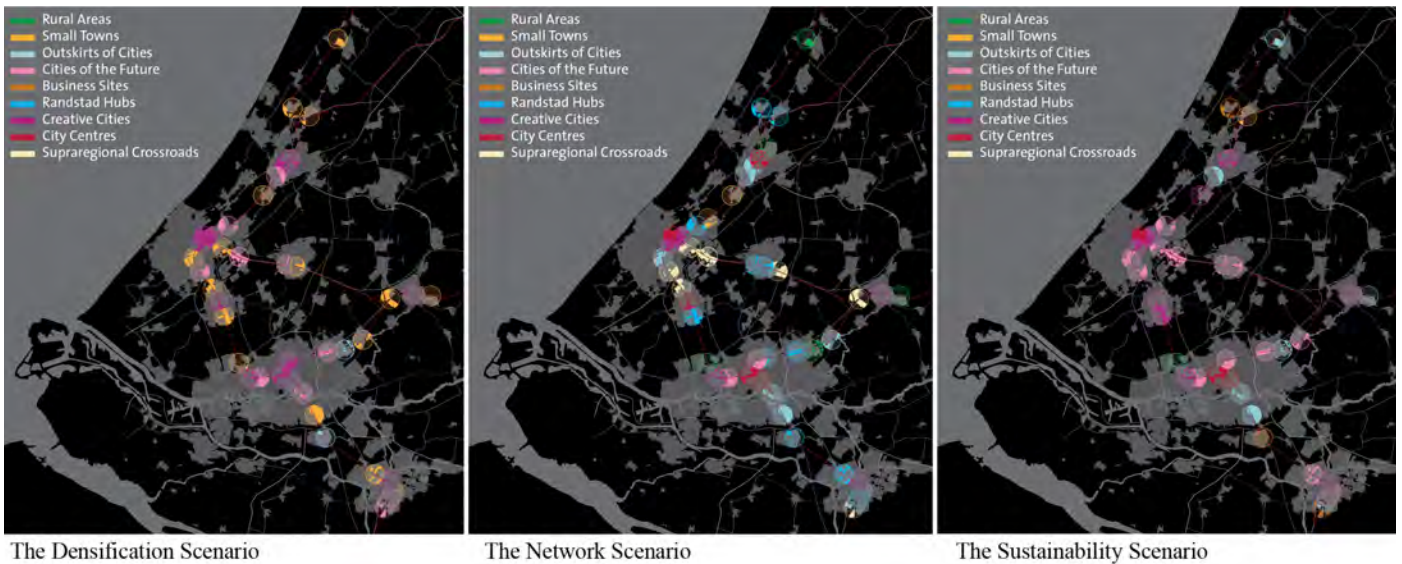 Rural Areas
Small Towns
Outskirts of Cities
Cities of the Future
Business Sites
Randstad Hubs
Creative Cities
City Centres
Supraregional Crossroads
Rural Areas
Small Towns
Outskirts of Cities
Cities of the Future
Business Sites
Randstad Hubs
Creative Cities
City Centres
Supraregional Crossroads
Rural Areas
Small Towns
Outskirts of Cities
Cities of the Future
Business Sites
Randstad Hubs
Creative Cities
City Centres
Supraregional Crossroads
The Densification Scenario
The Network Scenario
The Sustainability Scenario